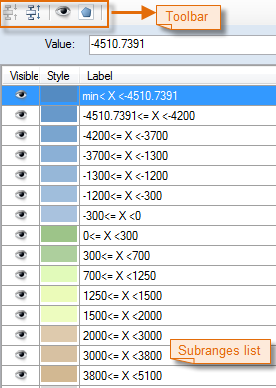 Toolbar
Value: -4510.7391
Visible Style Label
min< X <-4510.7391
-4510.7391<= X <-4200
-4200<= X <-3700
-3700<= X <-1300
-1300<= X <-1200
-1200<= X <-300
-300<= X <0
0<= X <300
300<= X <700
700<= X <1250
1250<= X <1500
1500<= X <2000
2000<= X <3000
Subranges list
3000<= X <3800
3800<= X <5100